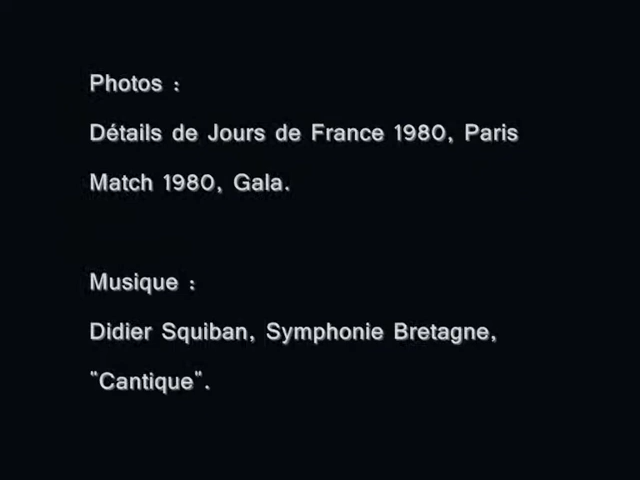 Photos :
Détails de Jours de France 1980, Paris
Match 1980, Gala.
Musique :
Didier Squiban, Symphonie Bretagne,
"Cantique".